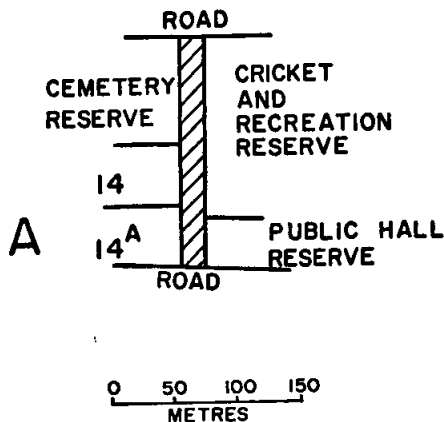 ROAD
CEMETERY
RESERVE
CRICKET
AND
RECREATION
RESERVE
14
A
14A
PUBLIC HALL
RESERVE
ROAD
0 50 100 150
METRES